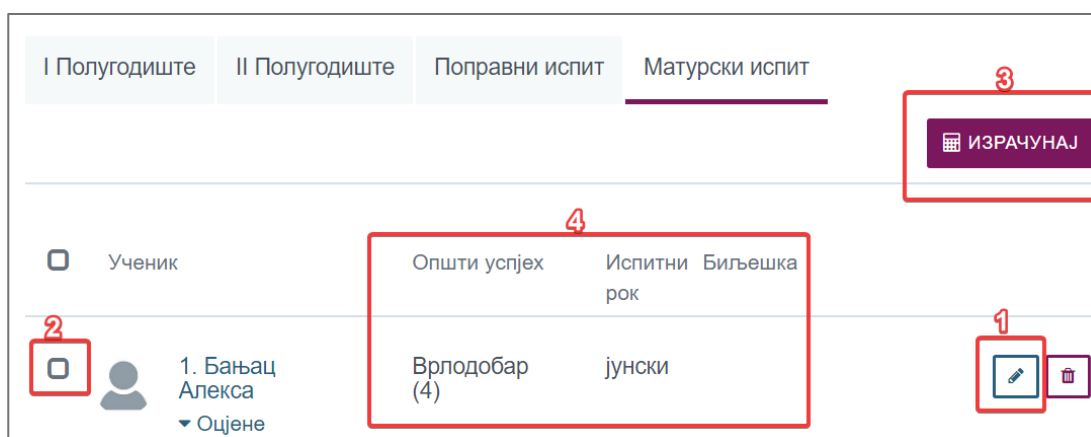 I Полугодиште II Полугодиште Поправни испит Матурски испит
3
ИЗРАЧУНАЈ
4
Ученик Општи успјех Испитни Биљешка
рок
2
1
1. Бањац Врлодобар јунски
Алекса (4)
Оцјене